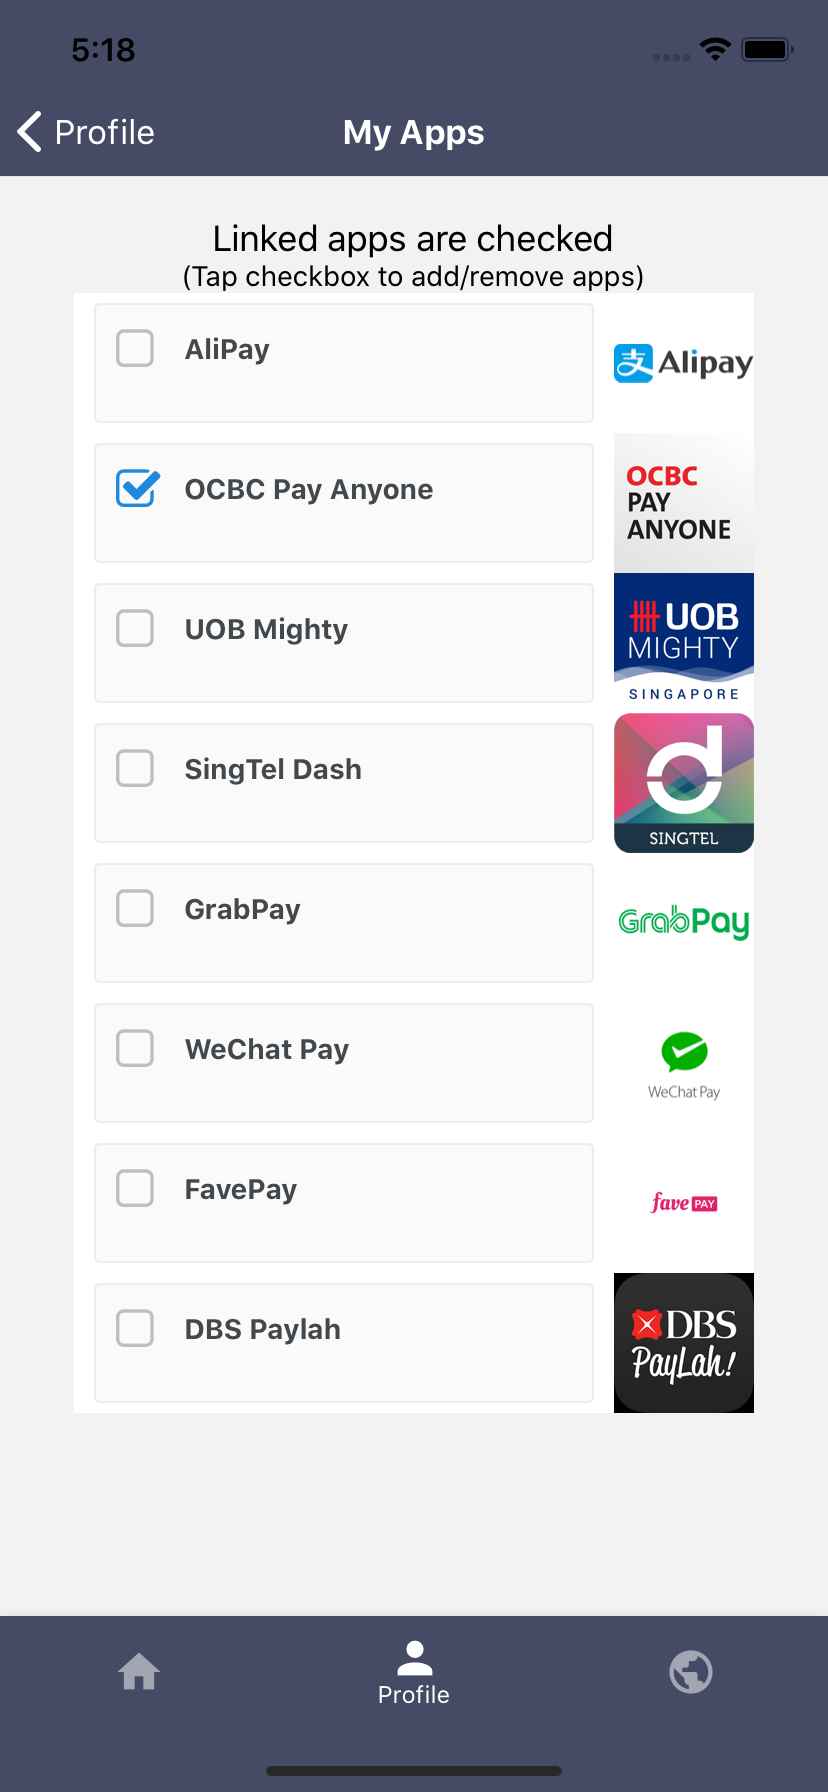 5:18
Profile
My Apps
Linked apps are checked
(Tap checkbox to add/remove apps)
AliPay
支 Alipay
OCBC Pay Anyone
OCBC
PAY
ANYONE
UOB Mighty
UOB
MIGHTY
SINGAPORE
SingTel Dash
d
SINGTEL
GrabPay
GrabPay
WeChat Pay
WeChat Pay
FavePay
fave PAY
DBS Paylah
DBS
PayLah!
Profile